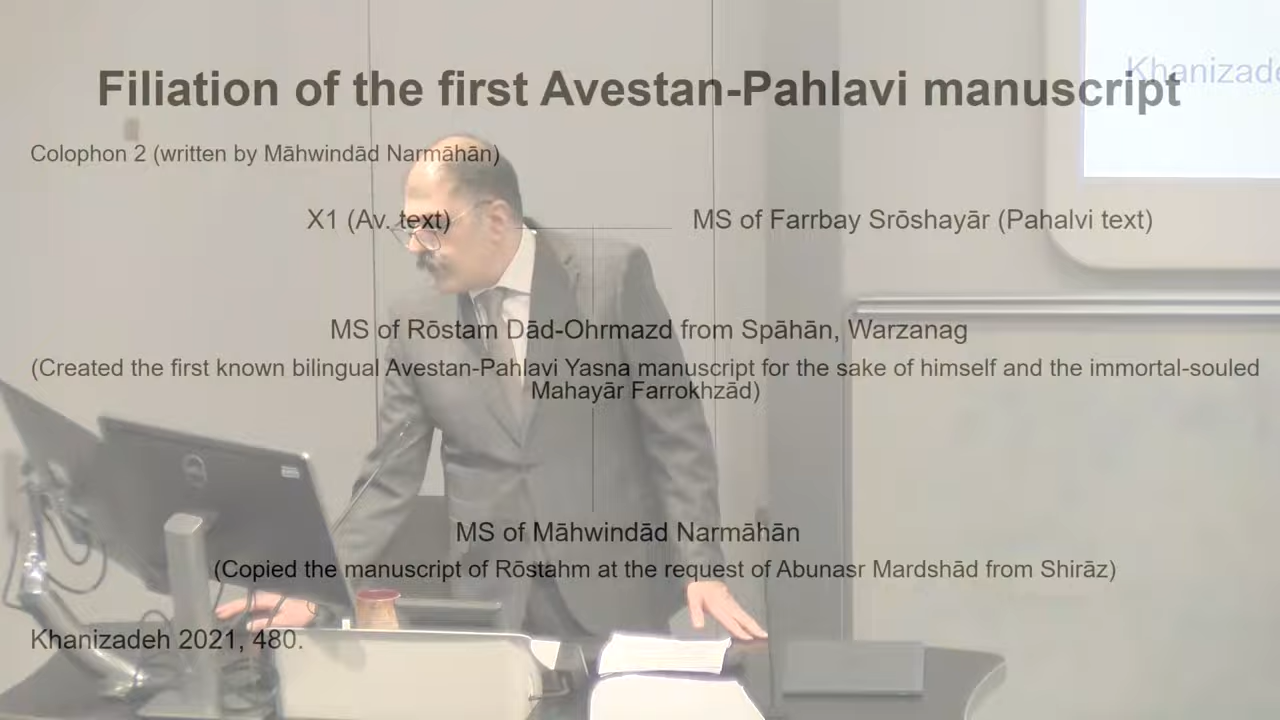 Filiation of the first Avestan-Pahlavi manuscript
Khanizade
Colophon 2 (written by Māhwindād Narmāhān)
X1 (Av. text)
MS of Farrbay Srōshayār (Pahalvi text)
MS of Rōstam Dād-Ohrmazd from Spāhān, Warzanag
(Created the first known bilingual Avestan-Pahlavi Yasna manuscript for the sake of himself and the immortal-souled
Mahayār Farrokhzād)
MS of Māhwindād Narmāhān
(Copied the manuscript of Rōstahm at the request of Abunasr Mardshād from Shirāz)
Khanizadeh 2021, 480.